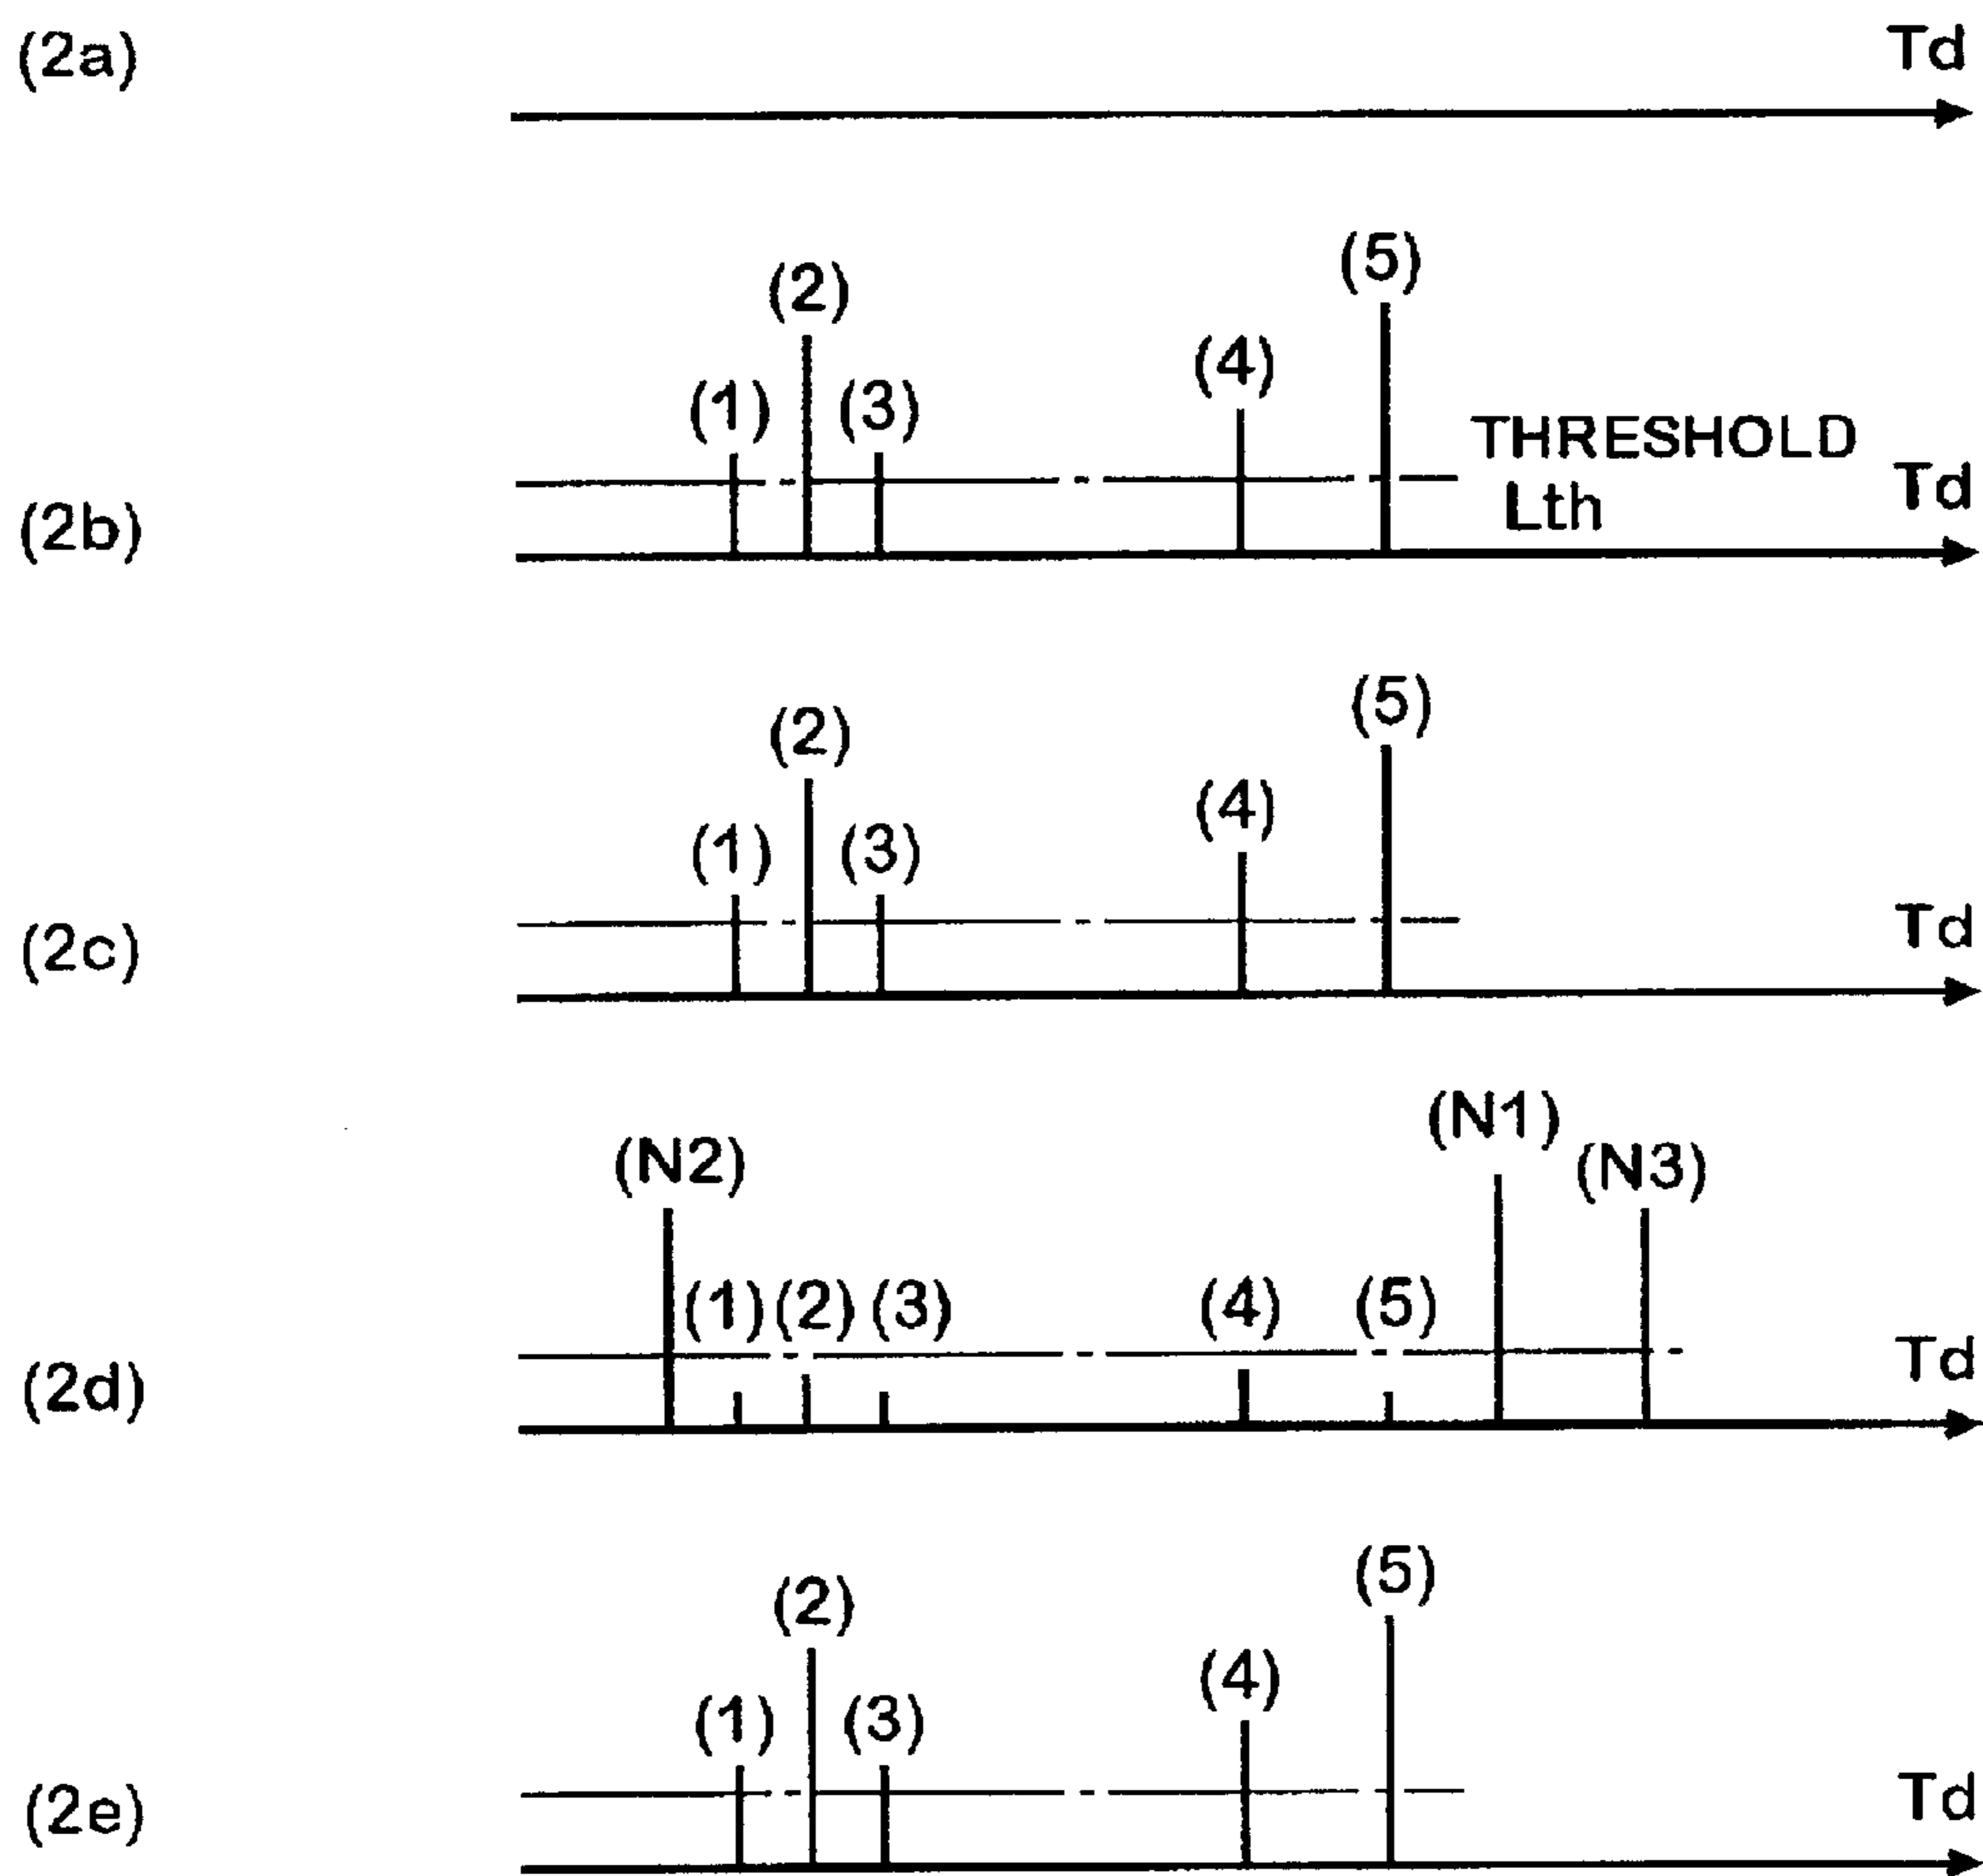 (2a) Td
(5)
(2)
(4)
(1) (3)
THRESHOLD
Lth
(2b) Td
(5)
(2)
(4)
(1) (3)
(2c) Td
(N1)
(N2) (N3)
(1) (2) (3) (4) (5)
(2d) Td
(5)
(2)
(4)
(1) (3)
(2e) Td